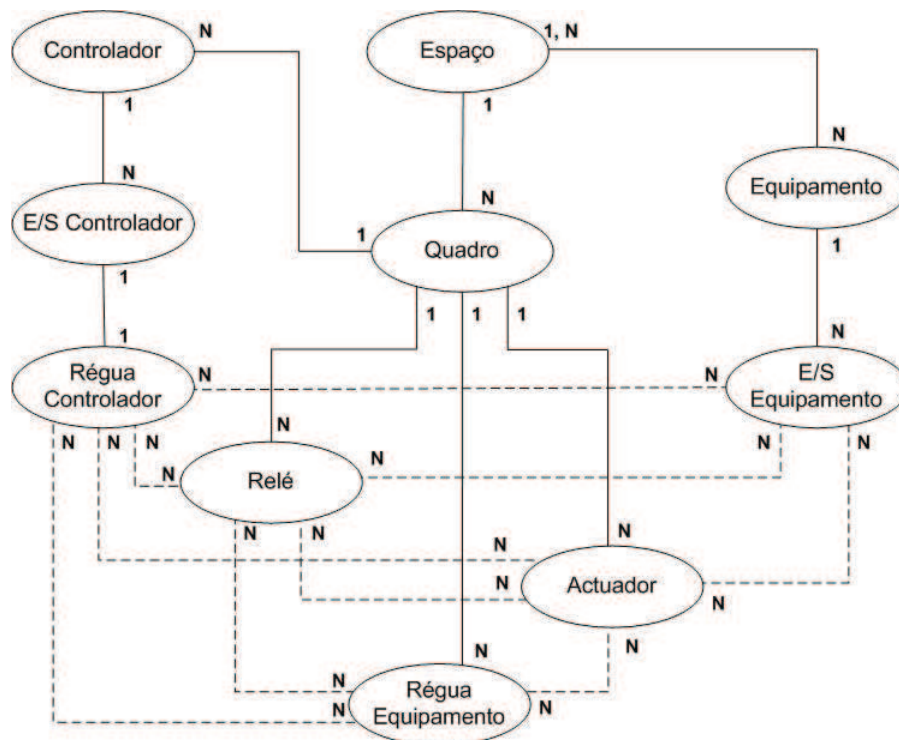 Controlador
N
1, N
Espaço
1
1
N
N
Equipamento
E/S Controlador
N
1
Quadro
1
1
1
1
1
N
1
Régua
Controlador
N
N
E/S
Equipamento
N
N
N
N
N
N
N
N
Relé
N
N
N
N
N
Actuador
N
N
N
N
N
Régua
Equipamento
N
N